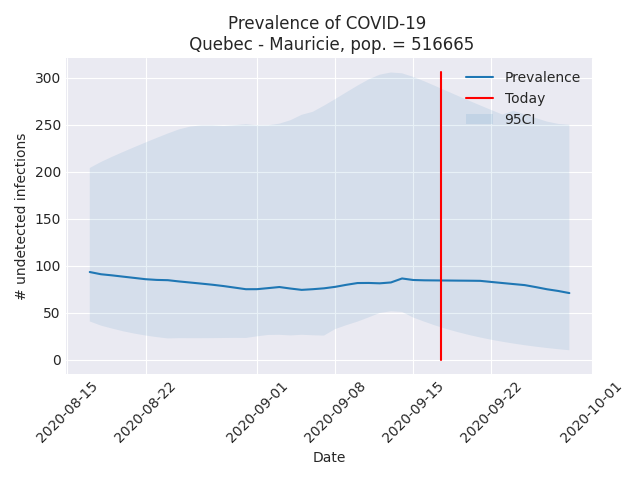 Prevalence of COVID-19
Quebec - Mauricie, pop. = 516665
# undetected infections
300
250
200
150
100
50
0
Prevalence
Today
95CI
2020-08-15
2020-08-22
2020-09-01
2020-09-08
2020-09-15
2020-09-22
2020-10-01
Date